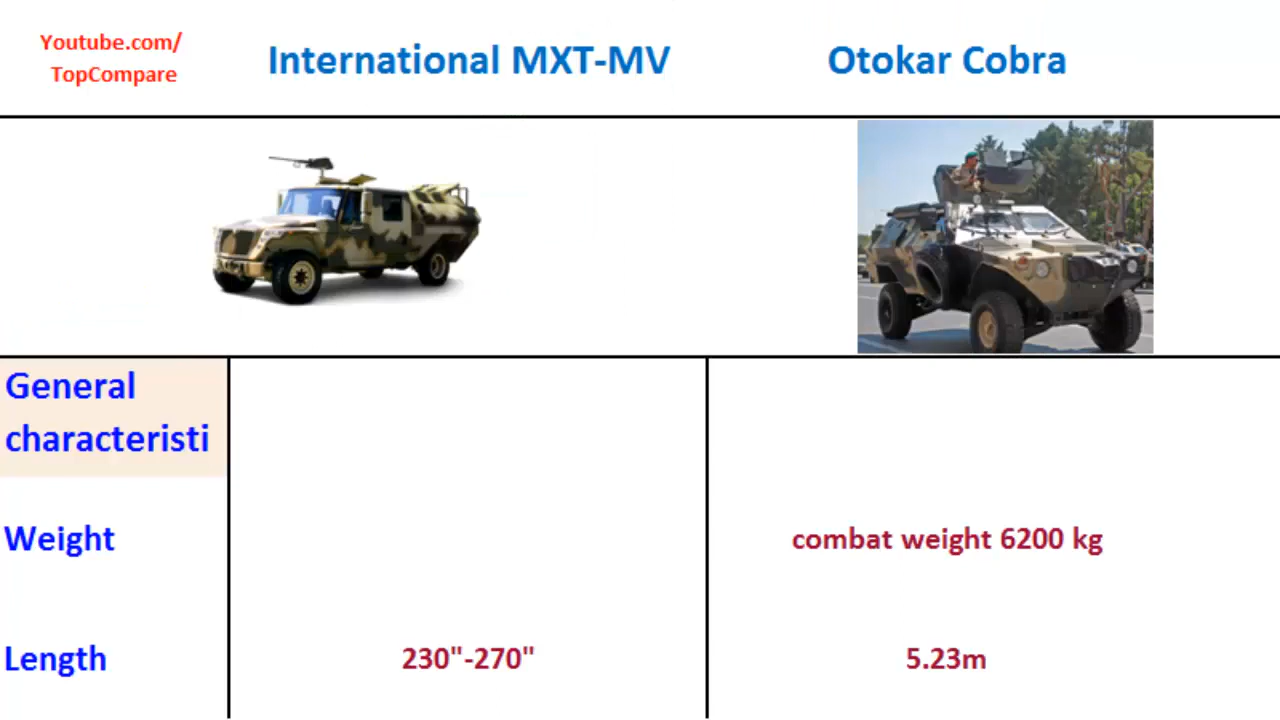 Youtube.com/
TopCompare
International MXT-MV
Otokar Cobra
General
characteristi
Weight
combat weight 6200 kg
Length
230"-270"
5.23m